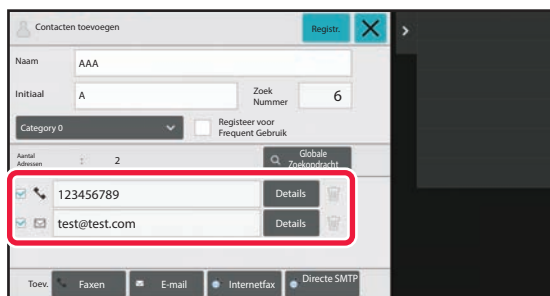 Contacten toevoegen
Registr.
Naam
AAA
Initiaal
A
Zoek
Nummer
6
Category 0
Registeer voor
Frequent Gebruik
Aantal
Adressen
:
2
Globale
Zoekopdracht
123456789
Details
test@test.com
Details
Toev.
Faxen
E-mail
Internetfax
Directe SMTP